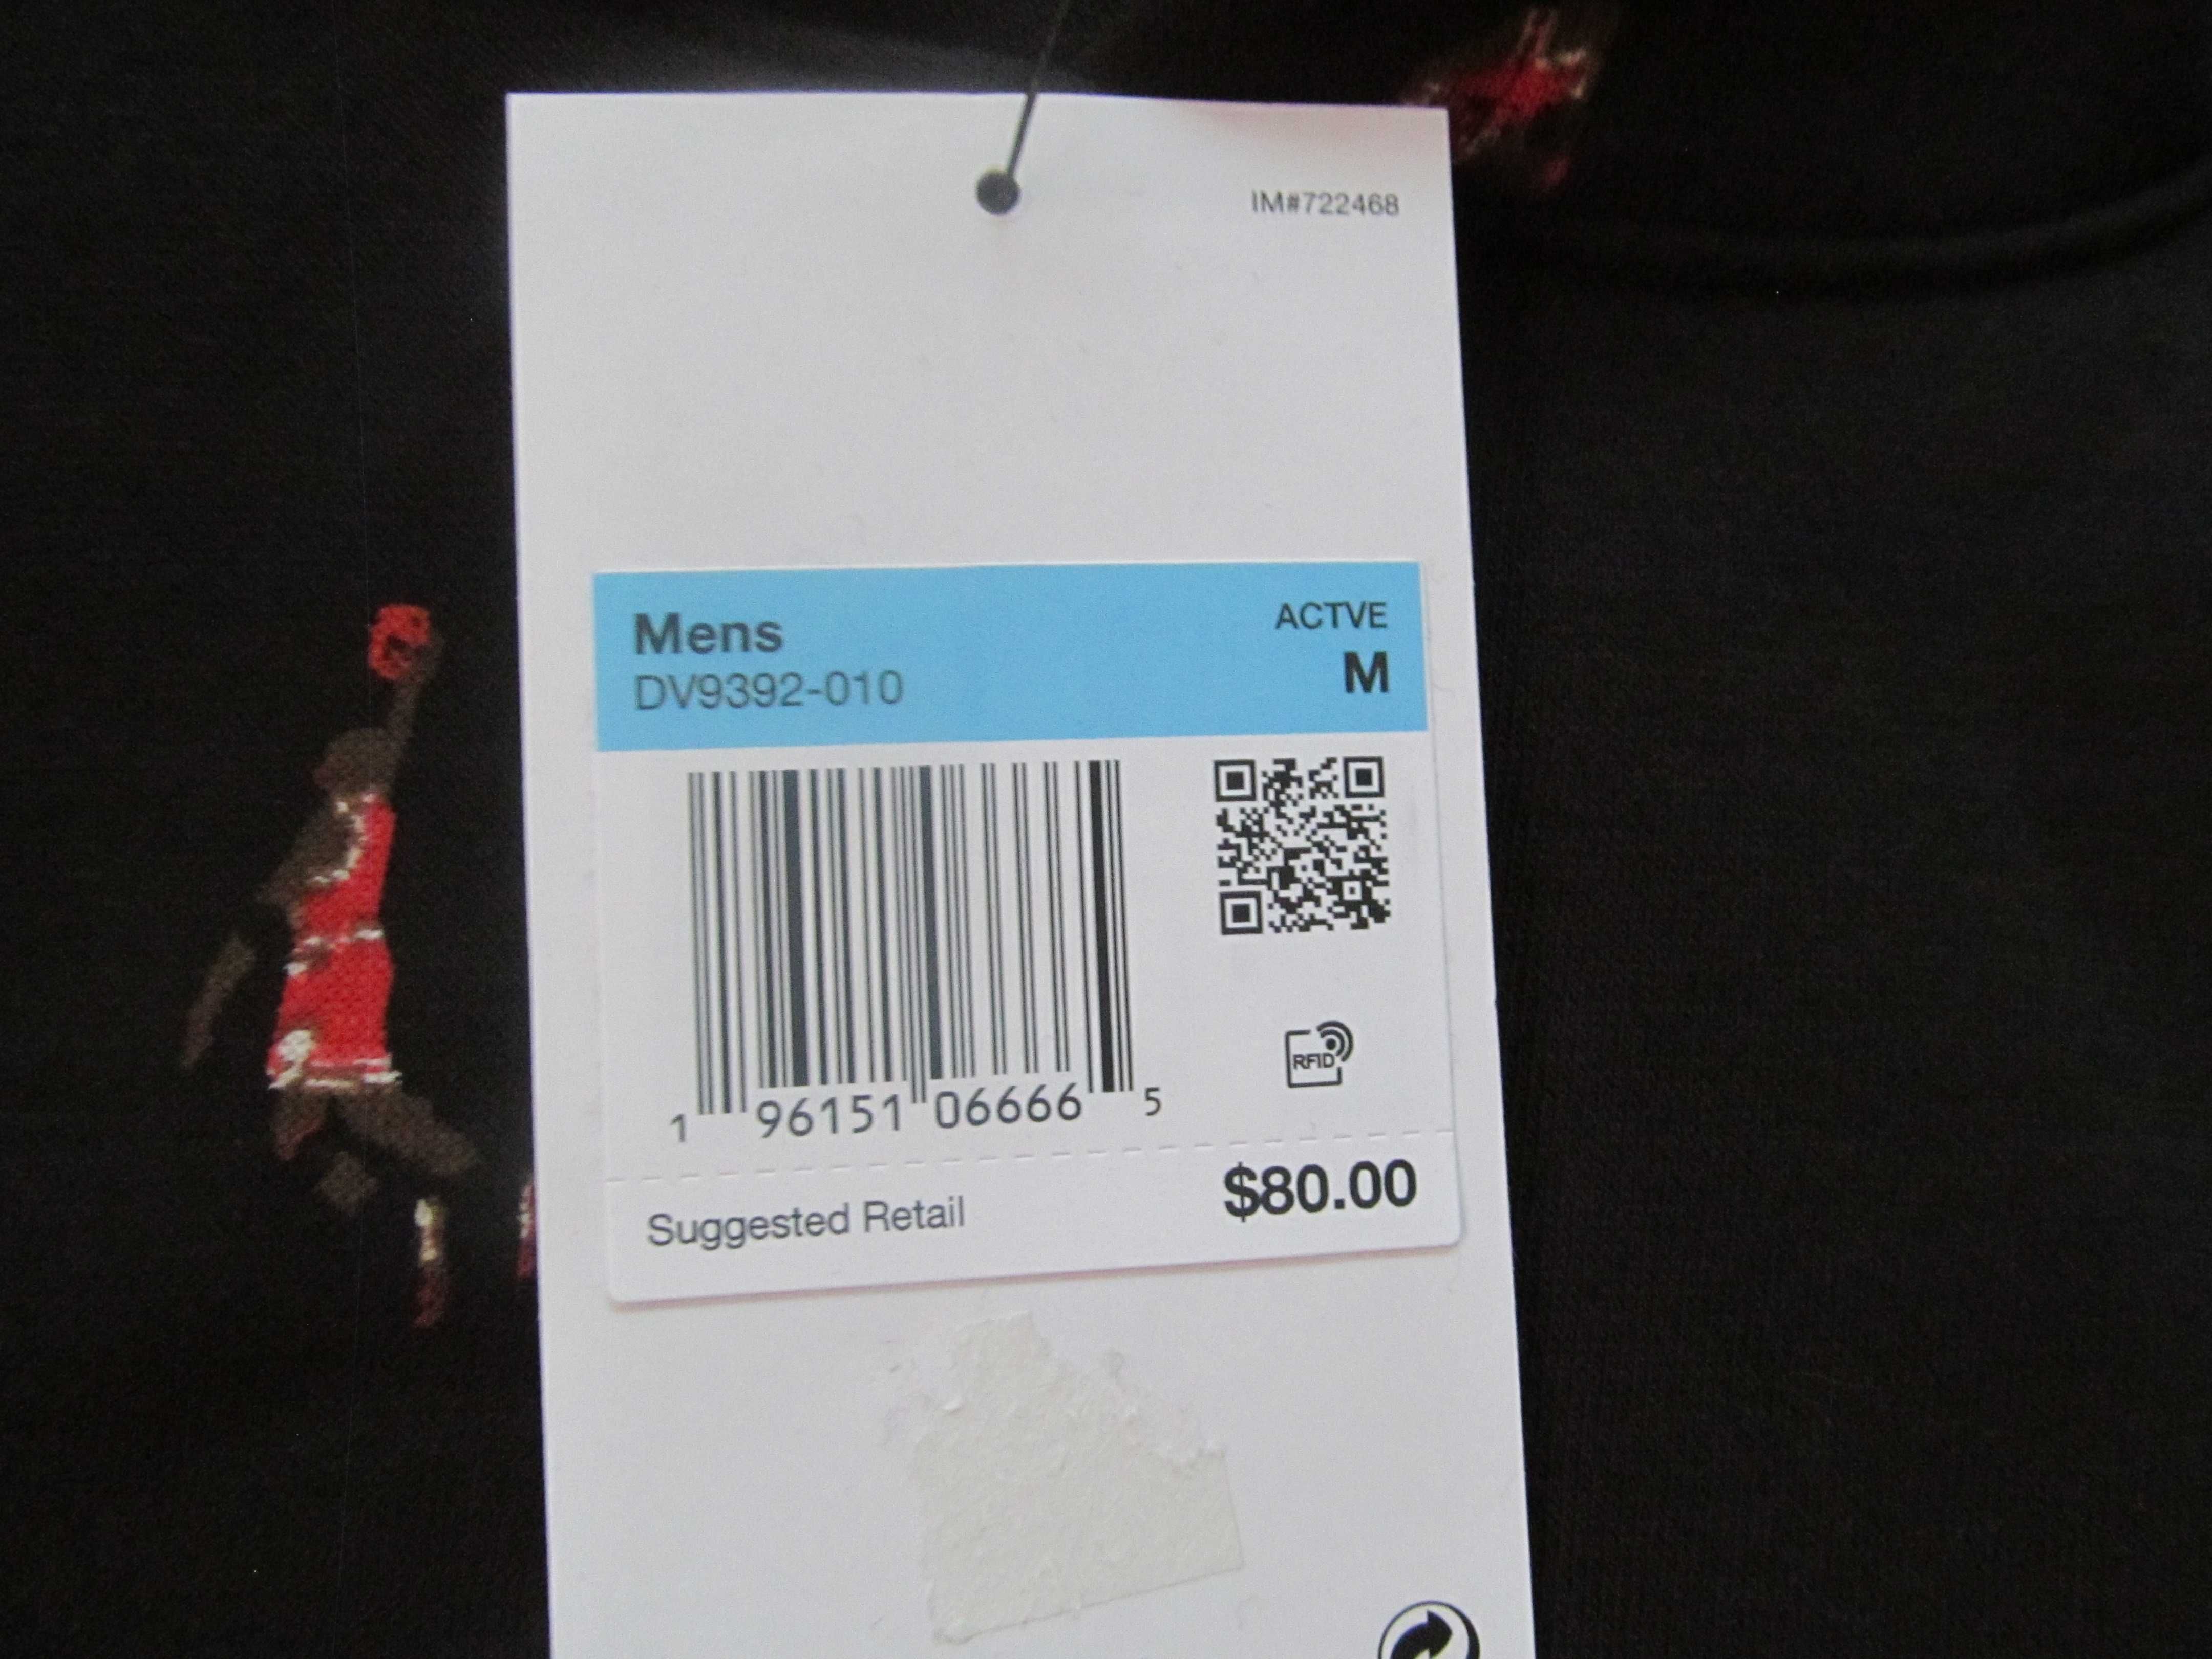 IM#722468
Mens
ACTVE
DV9392-010
M
RFID
1 96151 06666 5
Suggested Retail
$80.00